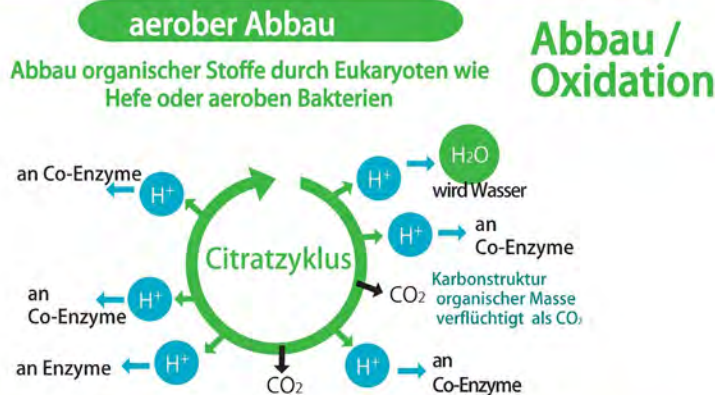 aerober Abbau
Abbau /
Oxidation
Abbau organischer Stoffe durch Eukaryoten wie
Hefe oder aeroben Bakterien
an Co-Enzyme
H+
H+
H2O
wird Wasser
H+
an
Co-Enzyme
Citratzyklus
an
Co-Enzyme
H+
CO2
Karbonstruktur
organischer Masse
verflüchtigt als CO2
an Enzyme
H+
CO2
H+
an
Co-Enzyme